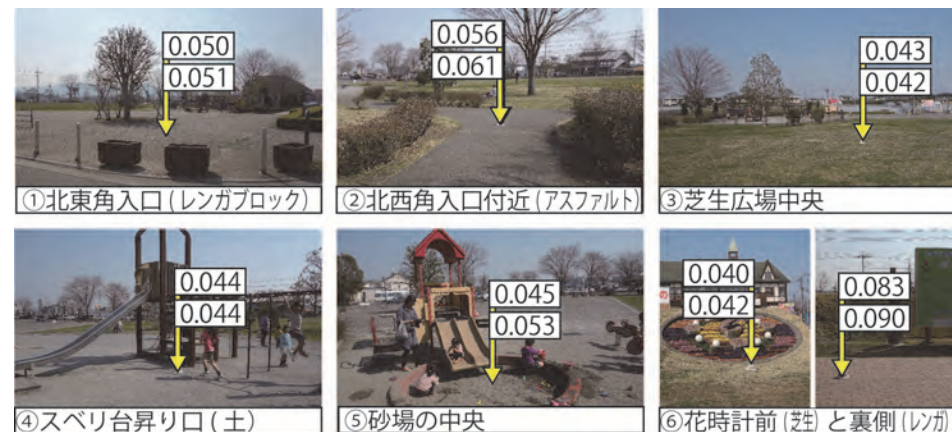 0.050
0.051
①北東角入口(レンガブロック)
0.056
0.061
②北西角入口付近(アスファルト)
0.043
0.042
③芝生広場中央
0.044
0.044
④スベリ台昇り口(土)
0.045
0.053
⑤砂場の中央
0.040
0.042
0.083
0.090
⑥花時計前(芝生)と裏側(レンガ)